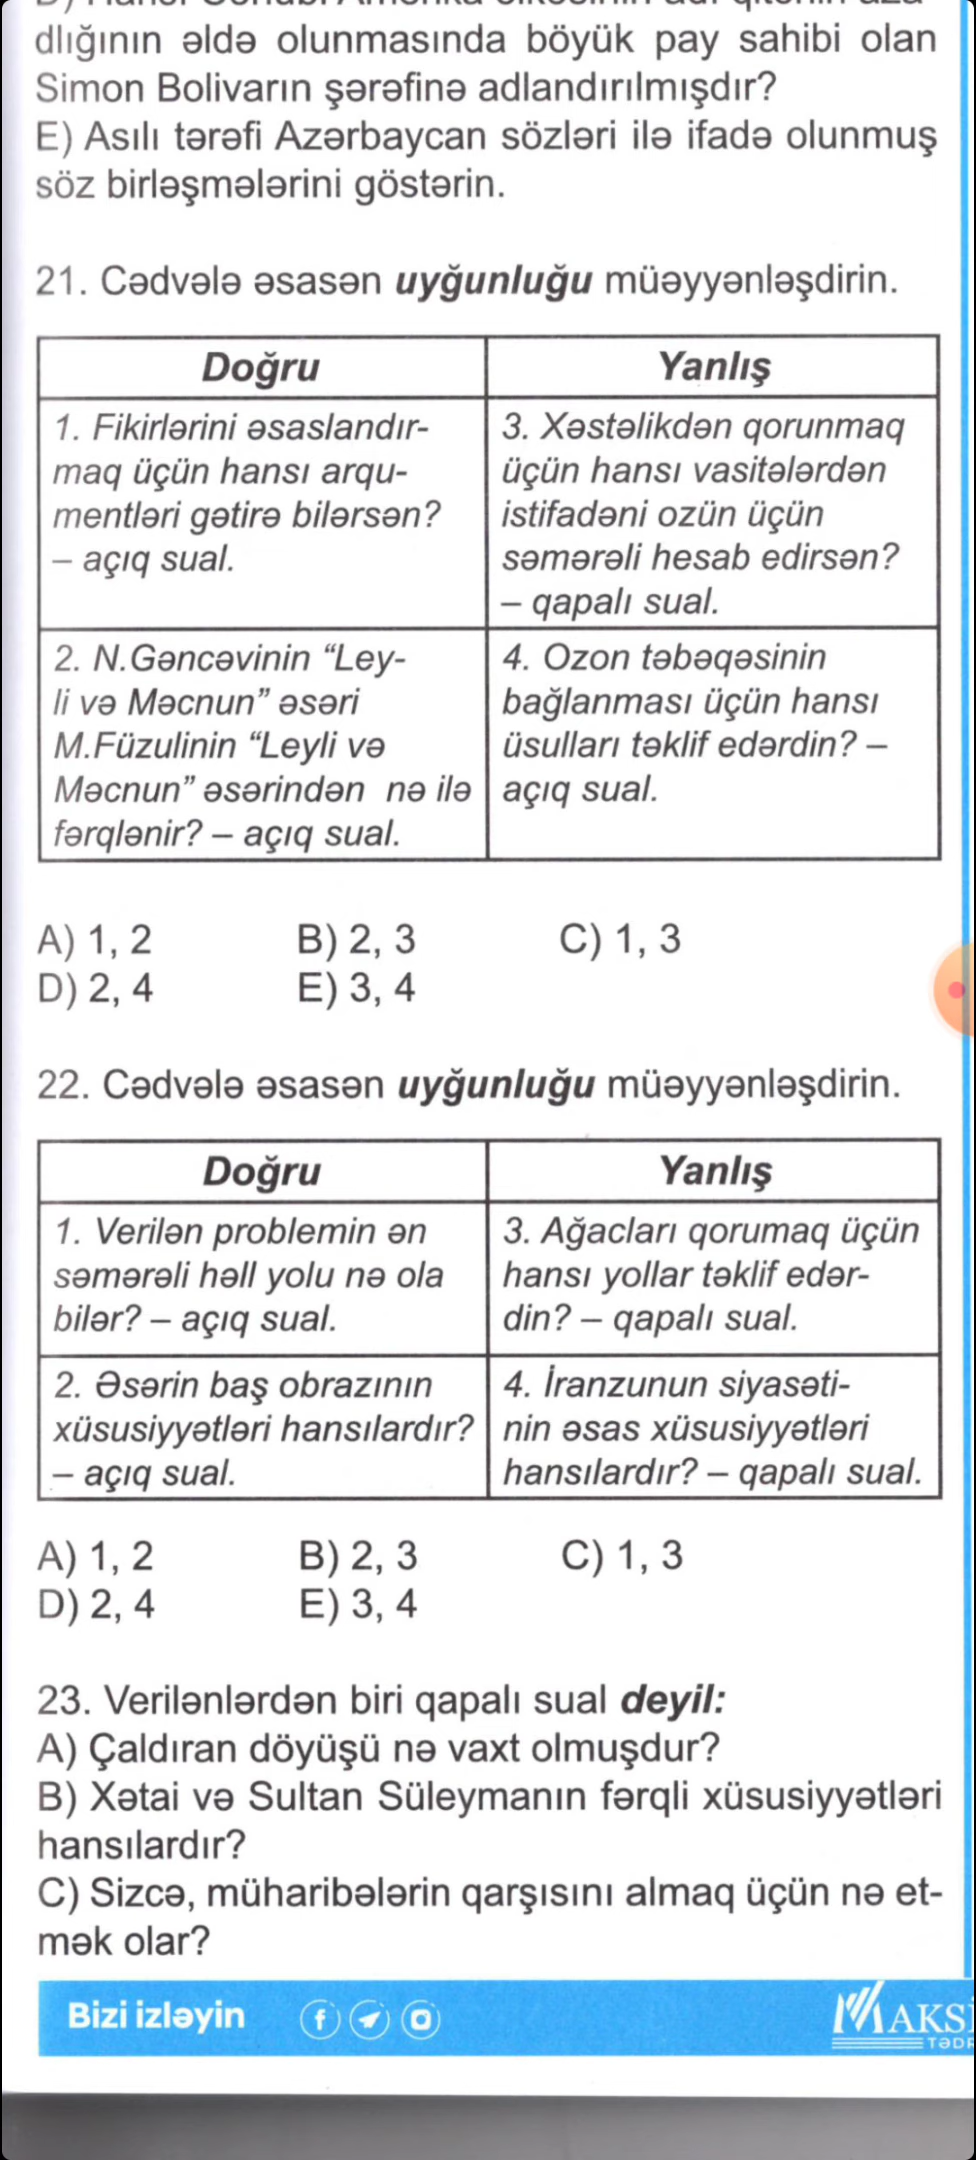 dlığının əldə olunmasında böyük pay sahibi olan
Simon Bolivarın şərəfinə adlandırılmışdır?
E) Asılı tərəfi Azərbaycan sözləri ilə ifadə olunmuş
söz birləşmələrini göstərin.
21. Cədvələ əsasən uyğunluğu müəyyənləşdirin.
Doğru
Yanlış
1. Fikirlərini əsaslandır-
maq üçün hansı arqu-
mentləri gətirə bilərsən?
– açıq sual.
3. Xəstəlikdən qorunmaq
üçün hansı vasitələrdən
istifadəni ozün üçün
səmərəli hesab edirsən?
– qapalı sual.
2. N.Gəncəvinin “Ley-
li və Məcnun” əsəri
M.Füzulinin “Leyli və
Məcnun” əsərindən nə ilə
fərqlənir? – açıq sual.
4. Ozon təbəqəsinin
bağlanması üçün hansı
üsulları təklif edərdin? –
açıq sual.
A) 1, 2 B) 2, 3 C) 1, 3
D) 2, 4 E) 3, 4
22. Cədvələ əsasən uyğunluğu müəyyənləşdirin.
Doğru
Yanlış
1. Verilən problemin ən
səmərəli həll yolu nə ola
bilər? – açıq sual.
3. Ağacları qorumaq üçün
hansı yollar təklif edər-
din? – qapalı sual.
2. Əsərin baş obrazının
xüsusiyyətləri hansılardır?
– açıq sual.
4. İranzunun siyasəti-
nin əsas xüsusiyyətləri
hansılardır? – qapalı sual.
A) 1, 2 B) 2, 3 C) 1, 3
D) 2, 4 E) 3, 4
23. Verilənlərdən biri qapalı sual deyil:
A) Çaldıran döyüşü nə vaxt olmuşdur?
B) Xətai və Sultan Süleymanın fərqli xüsusiyyətləri
hansılardır?
C) Sizcə, müharibələrin qarşısını almaq üçün nə et-
mək olar?
Bizi izləyin